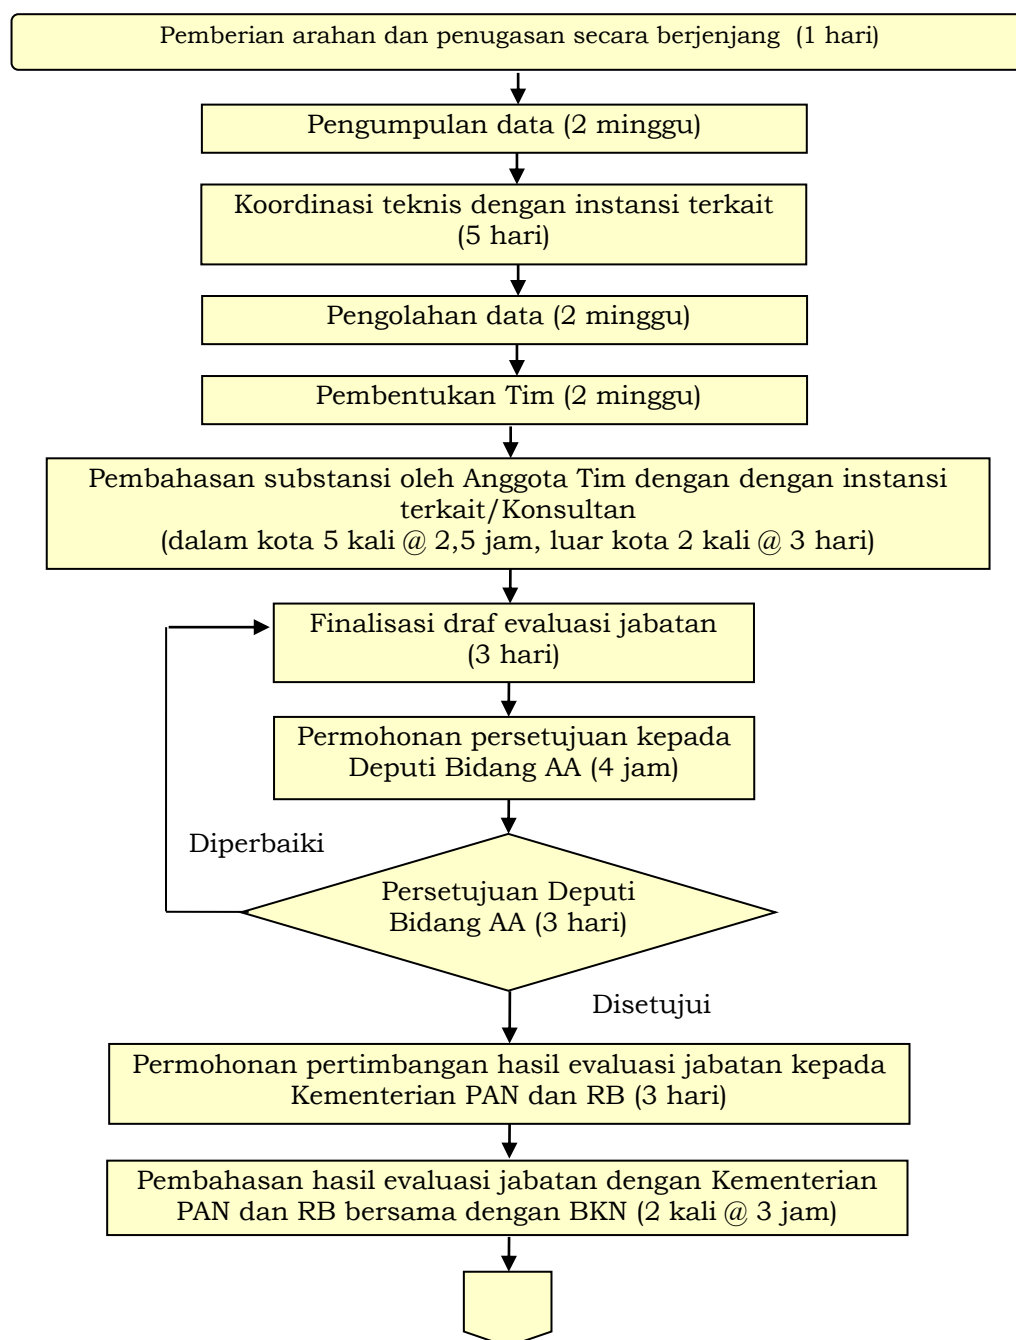 Pemberian arahan dan penugasan secara berjenjang (1 hari)
Pengumpulan data (2 minggu)
Koordinasi teknis dengan instansi terkait
(5 hari)
Pengolahan data (2 minggu)
Pembentukan Tim (2 minggu)
Pembahasan substansi oleh Anggota Tim dengan dengan instansi
terkait/Konsultan
(dalam kota 5 kali @ 2,5 jam, luar kota 2 kali @ 3 hari)
Finalisasi draf evaluasi jabatan
(3 hari)
Permohonan persetujuan kepada
Deputi Bidang AA (4 jam)
Diperbaiki
Persetujuan Deputi
Bidang AA (3 hari)
Disetujui
Permohonan pertimbangan hasil evaluasi jabatan kepada
Kementerian PAN dan RB (3 hari)
Pembahasan hasil evaluasi jabatan dengan Kementerian
PAN dan RB bersama dengan BKN (2 kali @ 3 jam)